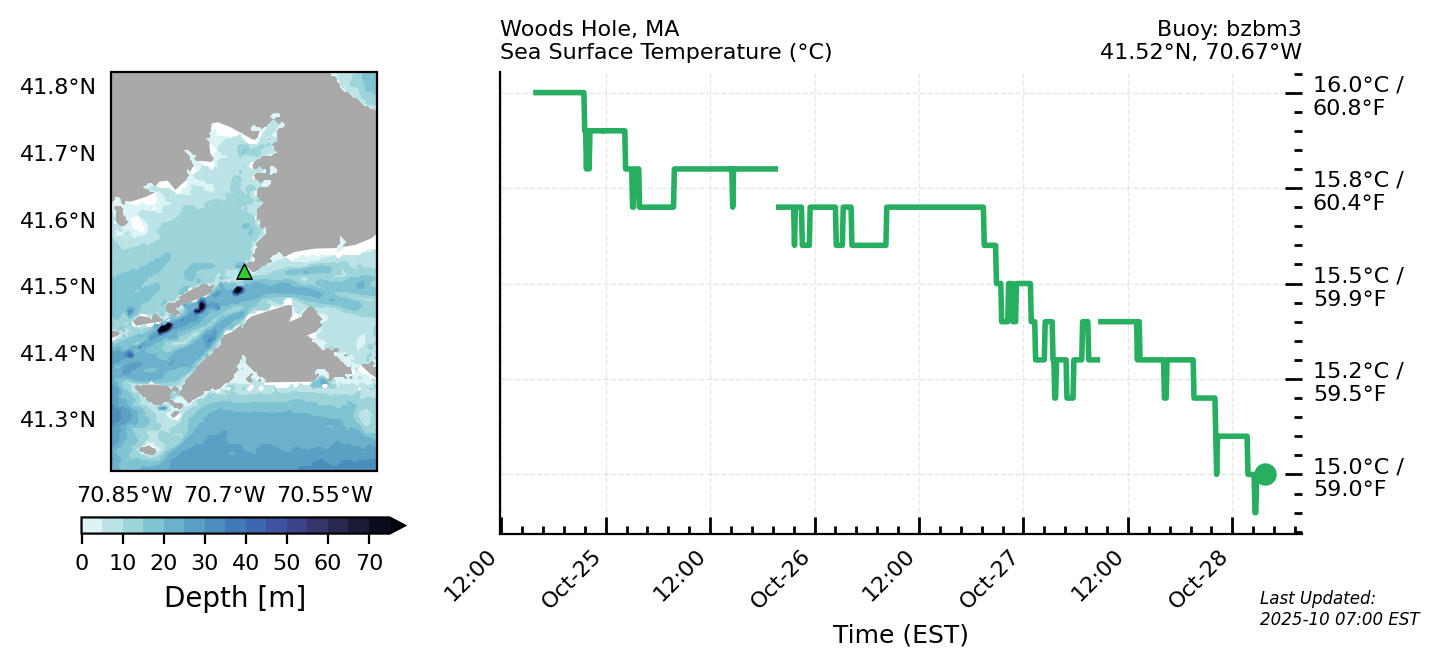 Woods Hole, MA
Sea Surface Temperature (°C)
Buoy: bzbm3
41.52°N, 70.67°W
41.8°N
41.7°N
41.6°N
41.5°N
41.4°N
41.3°N
70.85°W 70.7°W 70.55°W
0 10 20 30 40 50 60 70
Depth [m]
16.0°C /
60.8°F
15.8°C /
60.4°F
15.5°C /
59.9°F
15.2°C /
59.5°F
15.0°C /
59.0°F
12:00
Oct-25
12:00
Oct-26
12:00
Oct-27
12:00
Oct-28
Time (EST)
Last Updated:
2025-10 07:00 EST